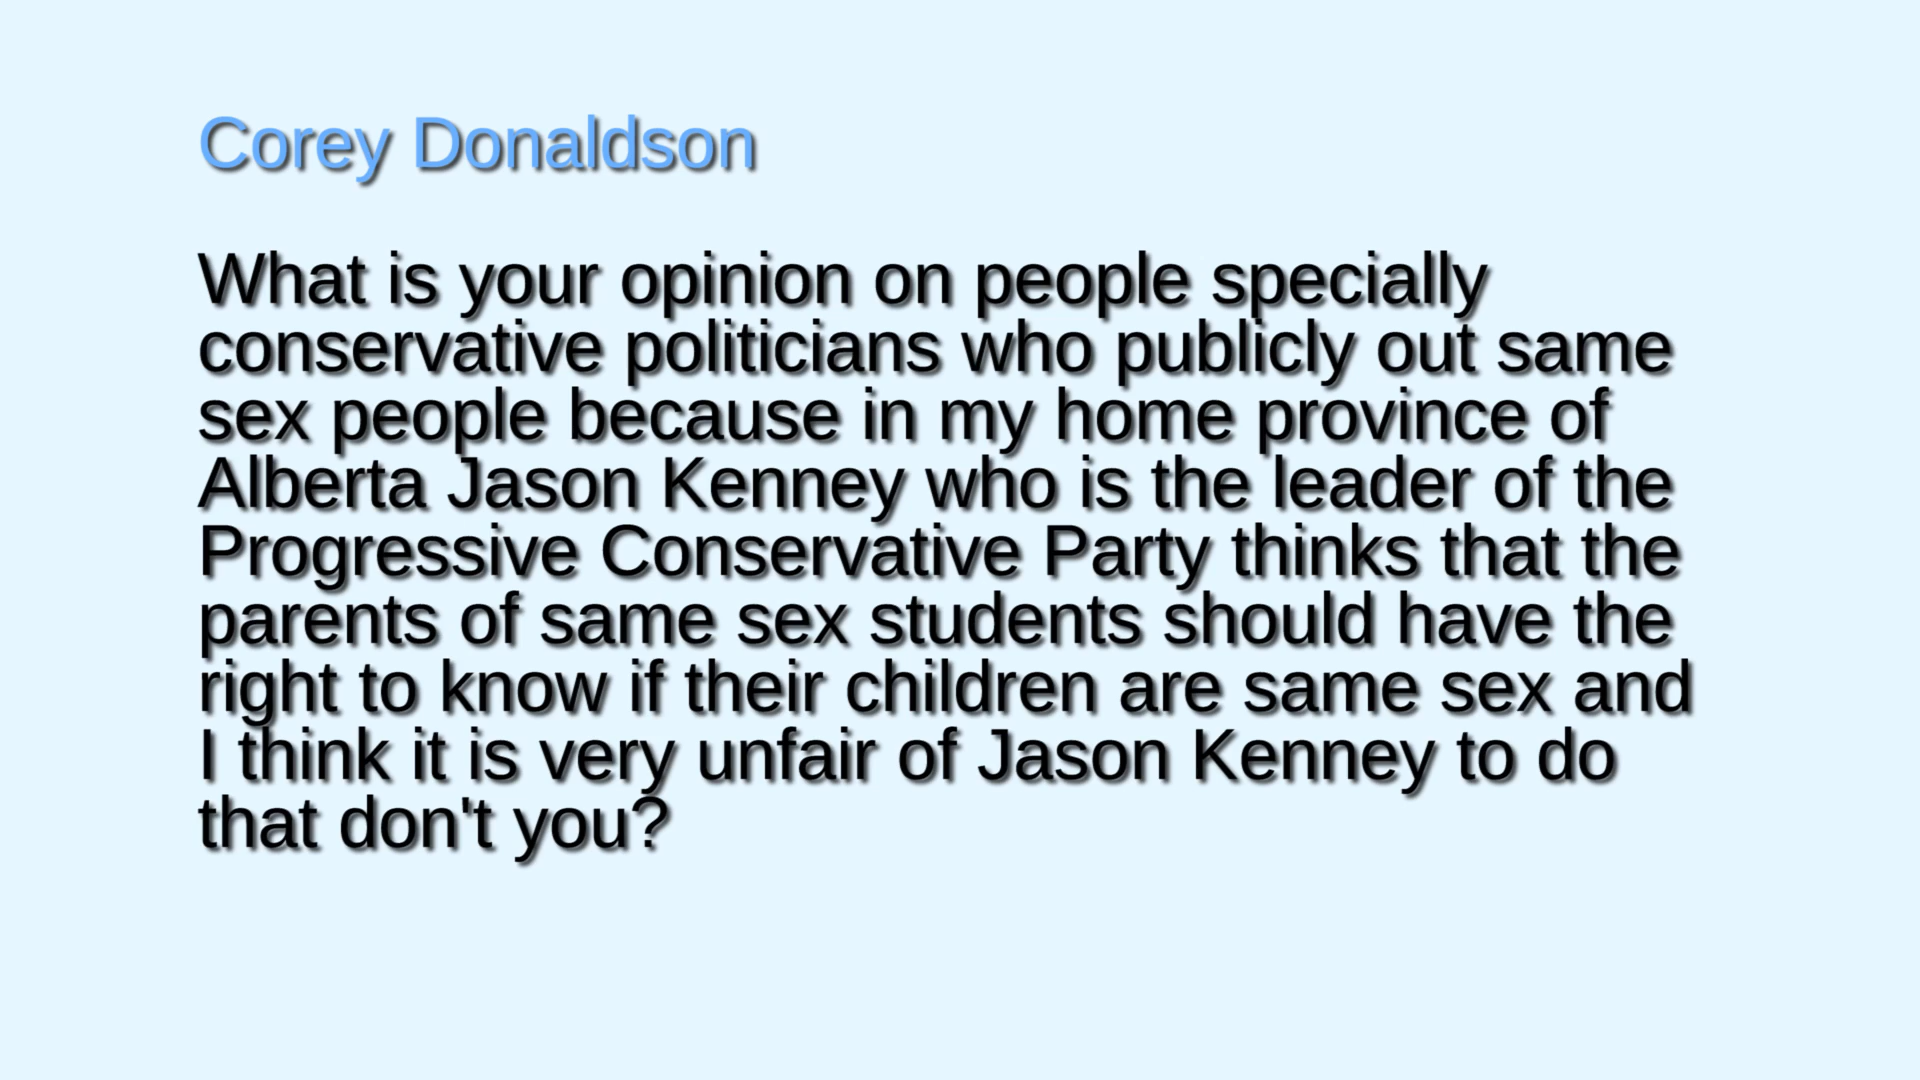 Corey Donaldson
What is your opinion on people specially
conservative politicians who publicly out same
sex people because in my home province of
Alberta Jason Kenney who is the leader of the
Progressive Conservative Party thinks that the
parents of same sex students should have the
right to know if their children are same sex and
I think it is very unfair of Jason Kenney to do
that don't you?